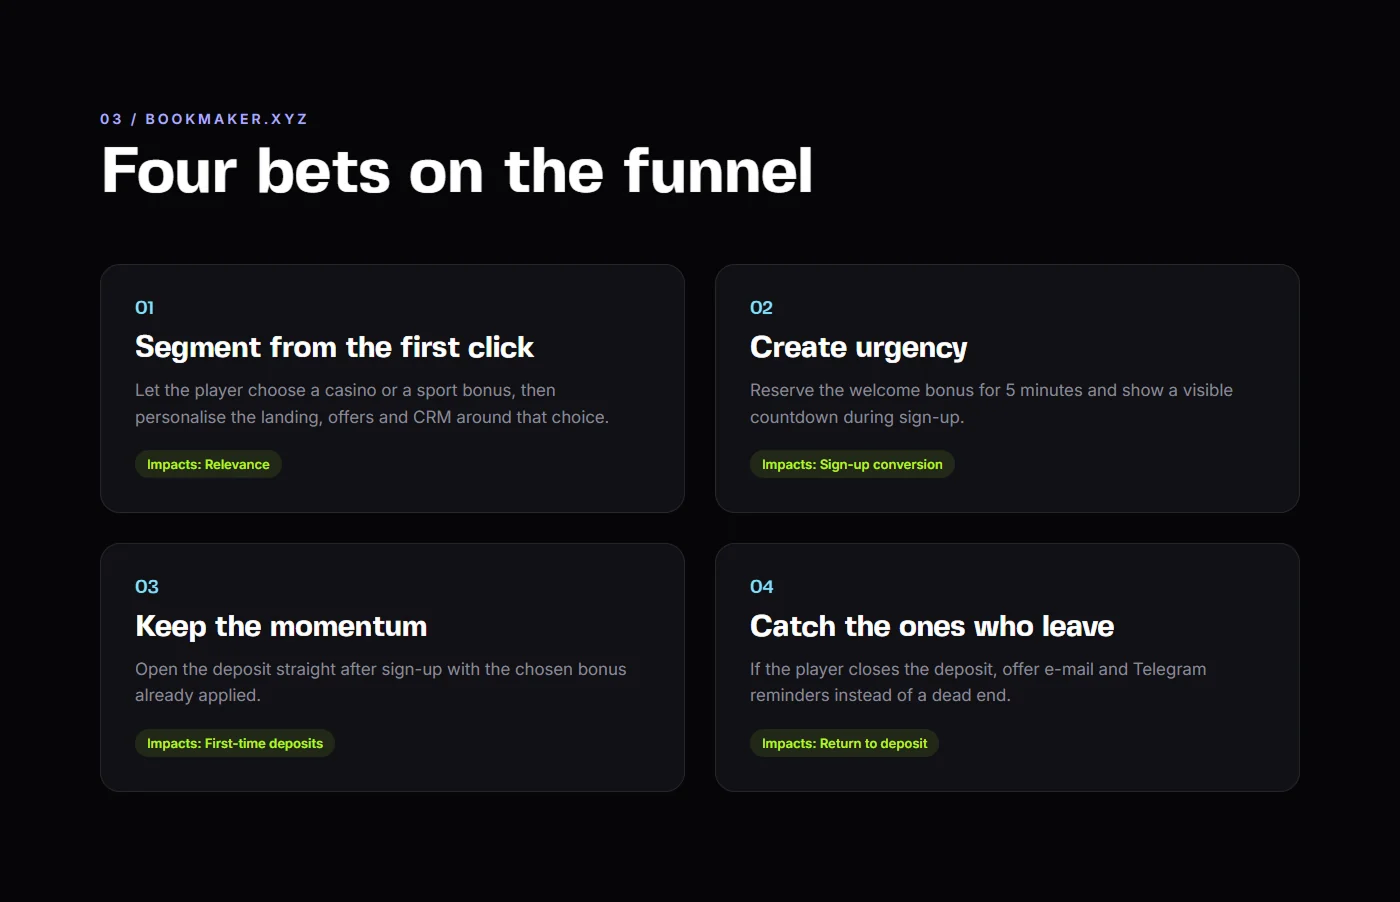 03 / BOOKMAKER.XYZ
Four bets on the funnel
01
Segment from the first click
Let the player choose a casino or a sport bonus, then
personalise the landing, offers and CRM around that choice.
Impacts: Relevance
02
Create urgency
Reserve the welcome bonus for 5 minutes and show a visible
countdown during sign-up.
Impacts: Sign-up conversion
03
Keep the momentum
Open the deposit straight after sign-up with the chosen bonus
already applied.
Impacts: First-time deposits
04
Catch the ones who leave
If the player closes the deposit, offer e-mail and Telegram
reminders instead of a dead end.
Impacts: Return to deposit